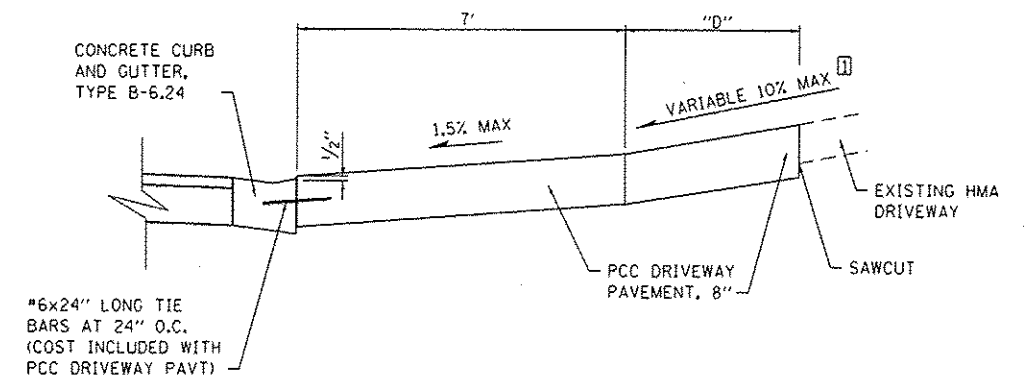 7'
"D"
CONCRETE CURB
AND GUTTER,
TYPE B-6.24
VARIABLE 10% MAX 1
1.5% MAX
1/2"
EXISTING HMA
DRIVEWAY
SAWCUT
PCC DRIVEWAY
PAVEMENT, 8"
#6x24" LONG TIE
BARS AT 24" O.C.
(COST INCLUDED WITH
PCC DRIVEWAY PAVT)